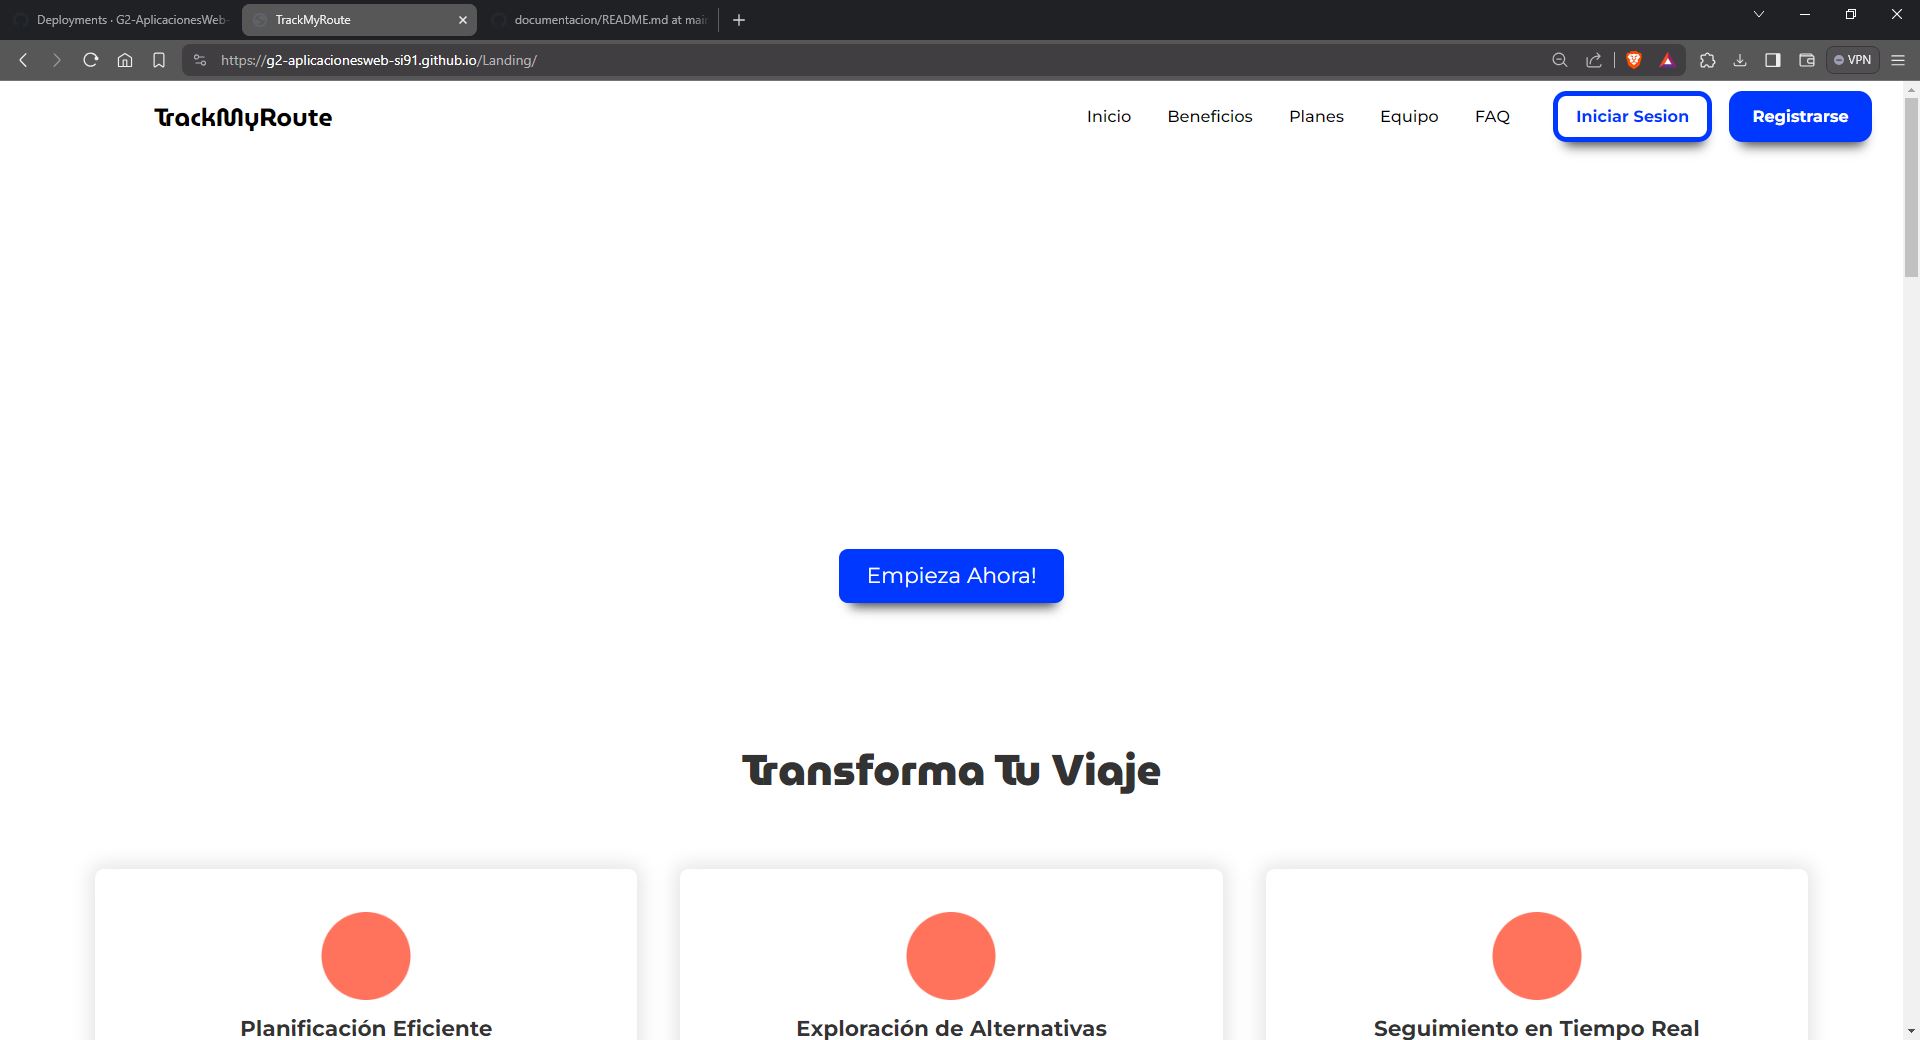 Deployments · G2-AplicacionesWeb-
TrackMyRoute
documentacion/README.md at main
https://g2-aplicacionesweb-si91.github.io/Landing/
VPN
TrackMyRoute
Inicio
Beneficios
Planes
Equipo
FAQ
Iniciar Sesion
Registrarse
Empieza Ahora!
Transforma Tu Viaje
Planificación Eficiente
Exploración de Alternativas
Seguimiento en Tiempo Real